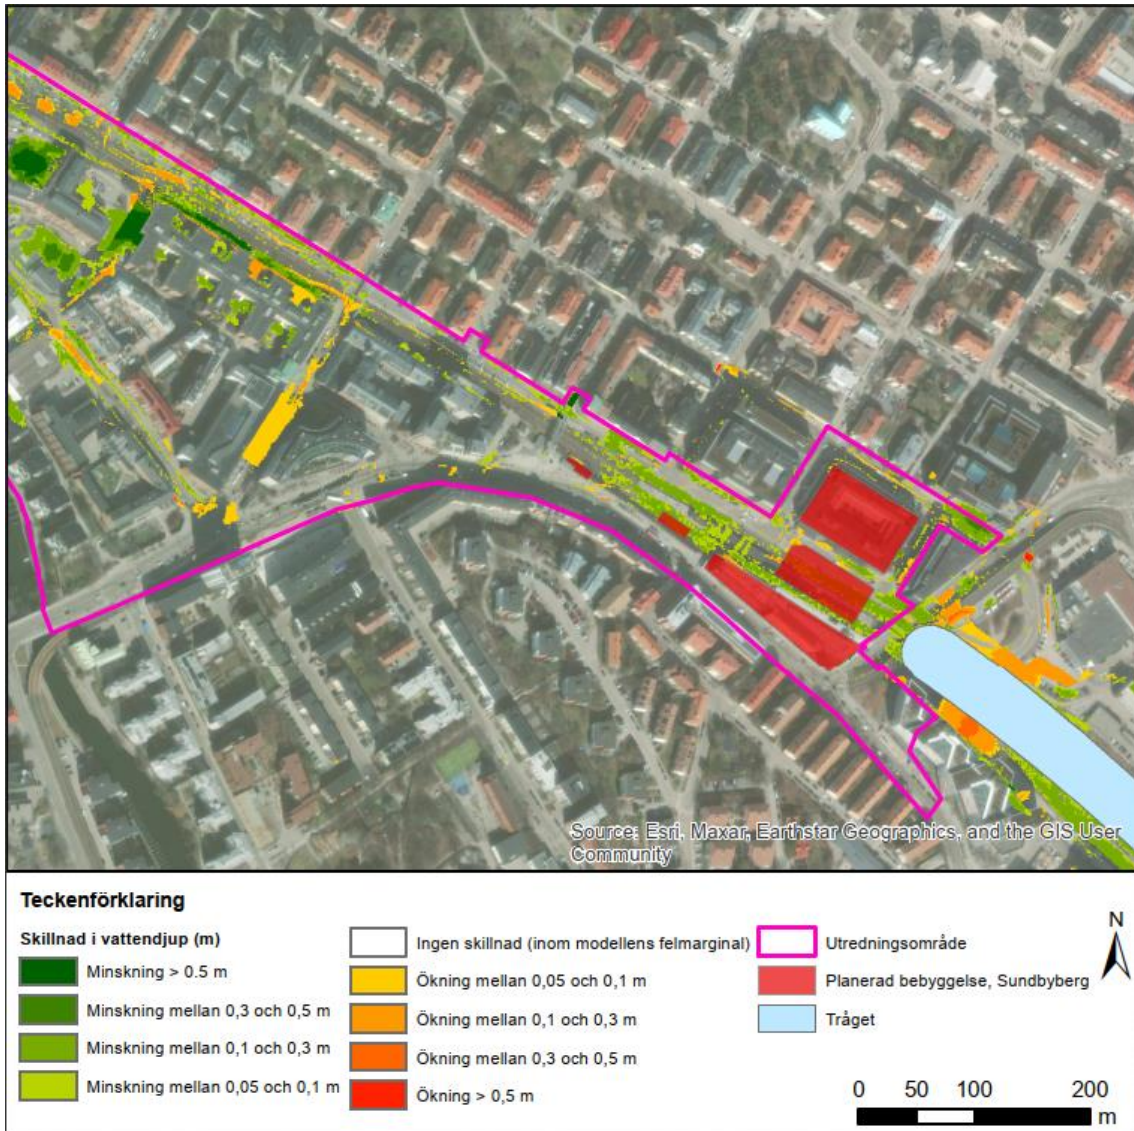 Source: Esri, Maxar, Earthstar Geographics, and the GIS User
Community
Teckenförklaring
Skillnad i vattendjup (m)
Minskning > 0.5 m
Minskning mellan 0,3 och 0,5 m
Minskning mellan 0,1 och 0,3 m
Minskning mellan 0,05 och 0,1 m
Ingen skillnad (inom modellens felmarginal)
Ökning mellan 0,05 och 0,1 m
Ökning mellan 0,1 och 0,3 m
Ökning mellan 0,3 och 0,5 m
Ökning > 0,5 m
Utredningsområde
Planerad bebyggelse, Sundbyberg
Tråget
N
0 50 100 200
m